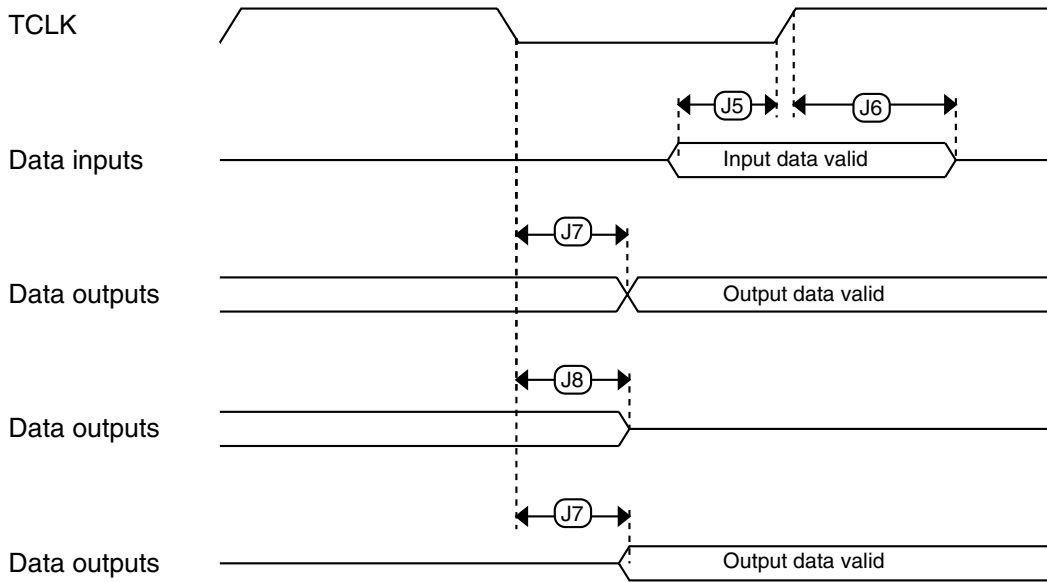 TCLK
J5
J6
Data inputs
Input data valid
J7
Data outputs
Output data valid
J8
Data outputs
J7
Data outputs
Output data valid